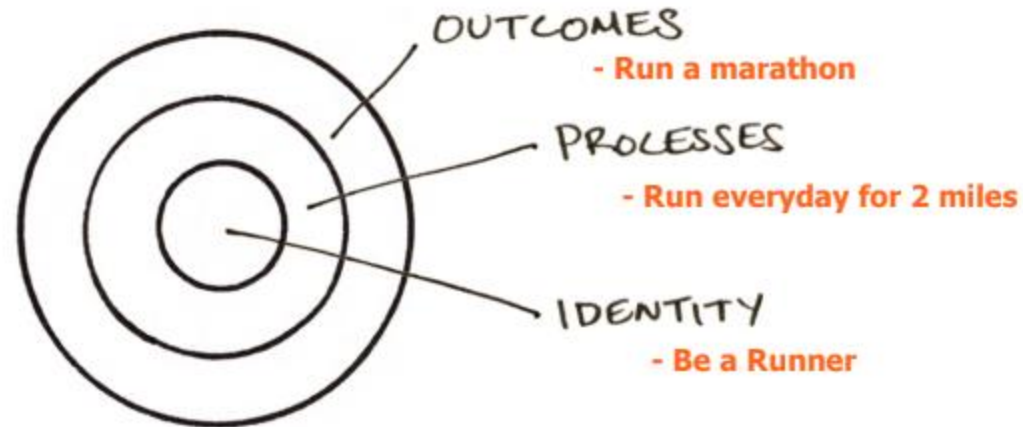 OUTCOMES
- Run a marathon
PROCESSES
- Run everyday for 2 miles
IDENTITY
- Be a Runner